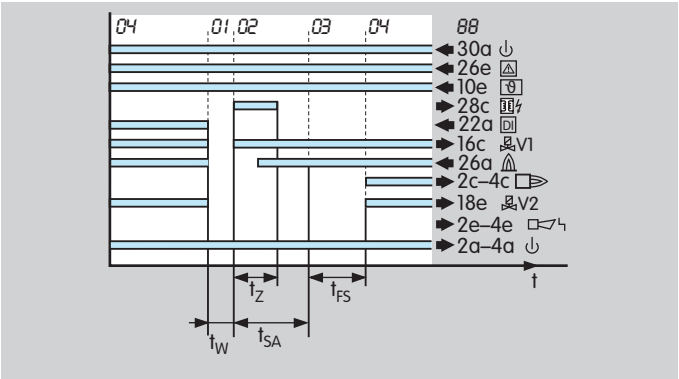 04 01 02 03 04 88
30a
26e
10e ϑ
28c
22a DI
16c V1
26a
2c–4c
18e V2
2e–4e
2a–4a
t
tZ tFS
tW tSA